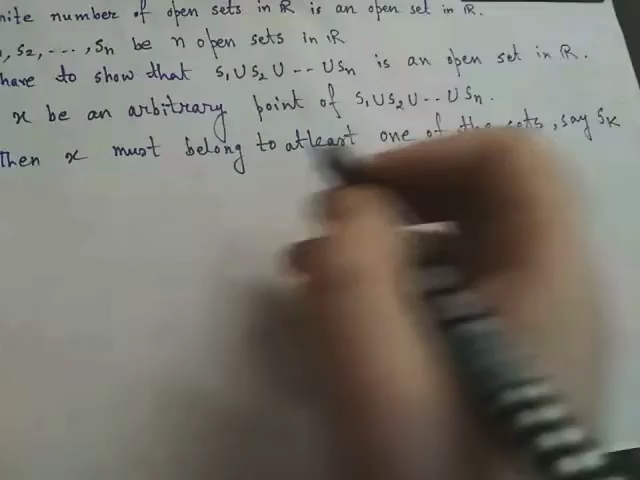 nite number of open sets in ℝ is an open set in ℝ.
, S₂, ---, Sₙ be n open sets in ℝ
have to show that S₁ ∪ S₂ ∪ -- ∪ Sₙ is an open set in ℝ.
x be an arbitrary point of S₁ ∪ S₂ ∪ -- ∪ Sₙ.
Then x must belong to atleast one of the sets, say Sₖ